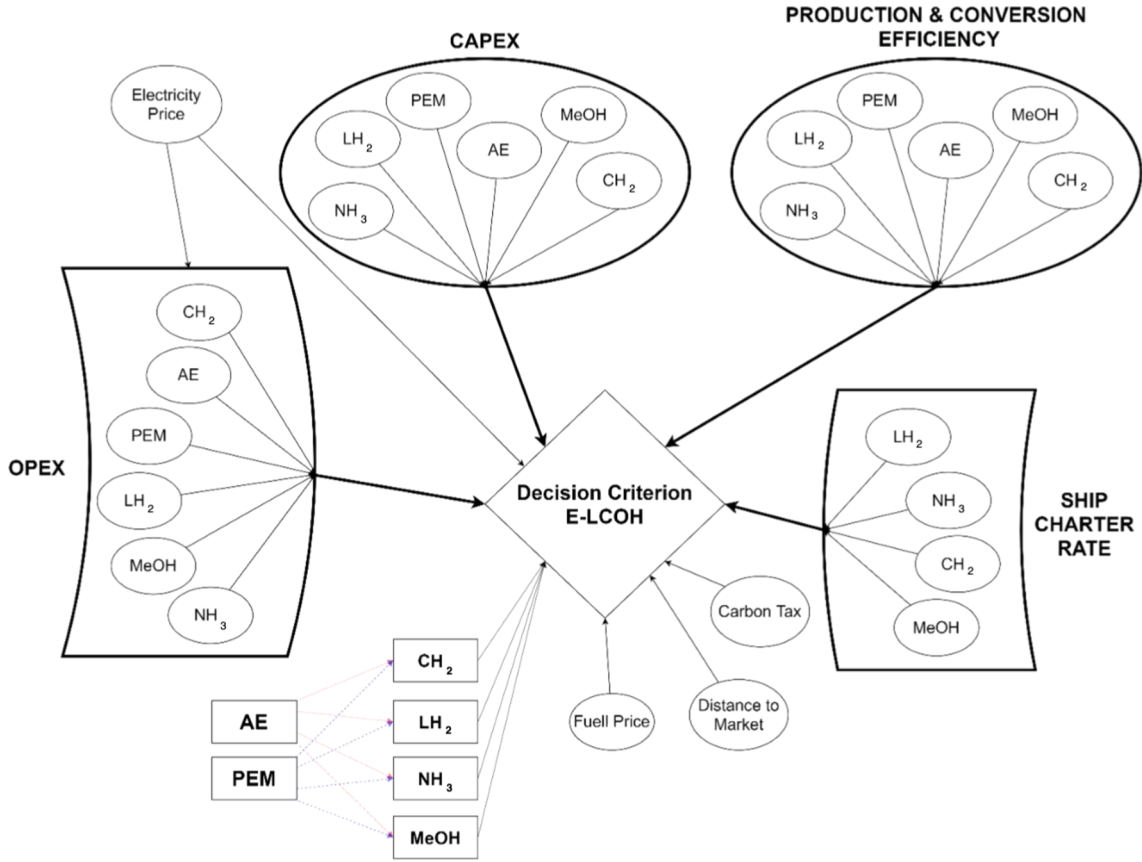 PRODUCTION & CONVERSION
EFFICIENCY
CAPEX
Electricity
Price
PEM
MeOH
LH2
AE
CH2
NH3
PEM
MeOH
LH2
AE
CH2
NH3
OPEX
CH2
AE
PEM
LH2
MeOH
NH3
Decision Criterion
E-LCOH
SHIP
CHARTER
RATE
LH2
NH3
CH2
MeOH
Carbon Tax
Distance to
Market
Fuell Price
AE
PEM
CH2
LH2
NH3
MeOH